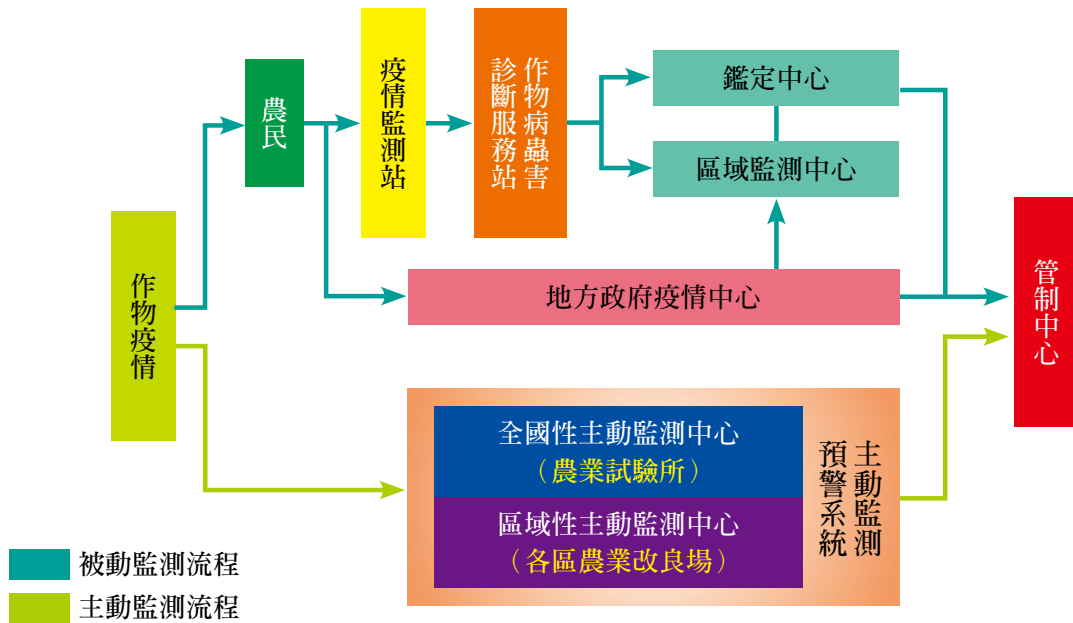 作物疫情
農民
疫情監測站
作物病蟲害
診斷服務站
鑑定中心
區域監測中心
地方政府疫情中心
管制中心
全國性主動監測中心
（農業試驗所）
區域性主動監測中心
（各區農業改良場）
主動監測
預警系統
被動監測流程
主動監測流程